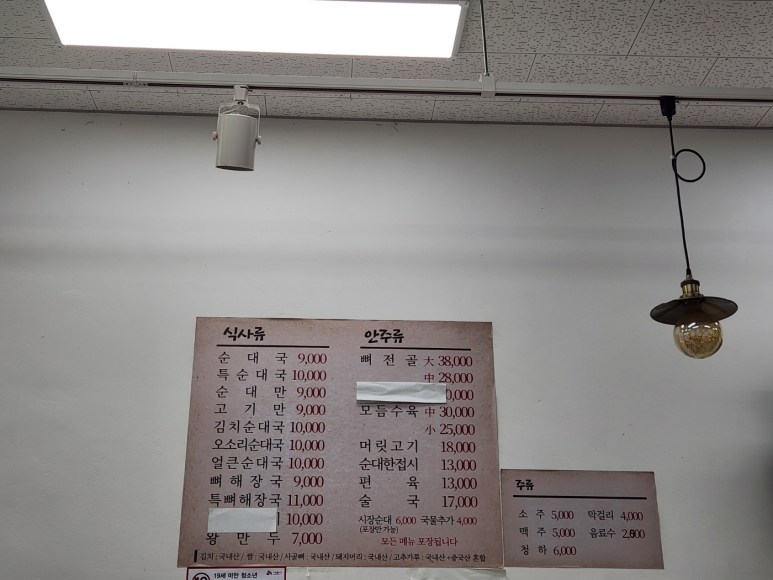 식사류
순대국 9,000
특순대국 10,000
순대만 9,000
고기만 9,000
김치순대국 10,000
오소리순대국 10,000
얼큰순대국 10,000
뼈해장국 9,000
특뼈해장국 11,000
10,000
왕만두 7,000
안주류
뼈전골 大 38,000
中 28,000
0,000
모듬수육 中 30,000
小 25,000
머릿고기 18,000
순대한접시 13,000
편육 13,000
술국 17,000
시장순대 6,000 국물추가 4,000
(포장만 가능)
모든 메뉴 포장됩니다
김치 : 국내산 / 쌀 : 국내산 / 사골뼈 : 국내산 / 돼지머리 : 국내산 / 고추가루 : 국내산+중국산 혼합
주류
소주 5,000 막걸리 4,000
맥주 5,000 음료수
청하 6,000
19세 미만 청소년